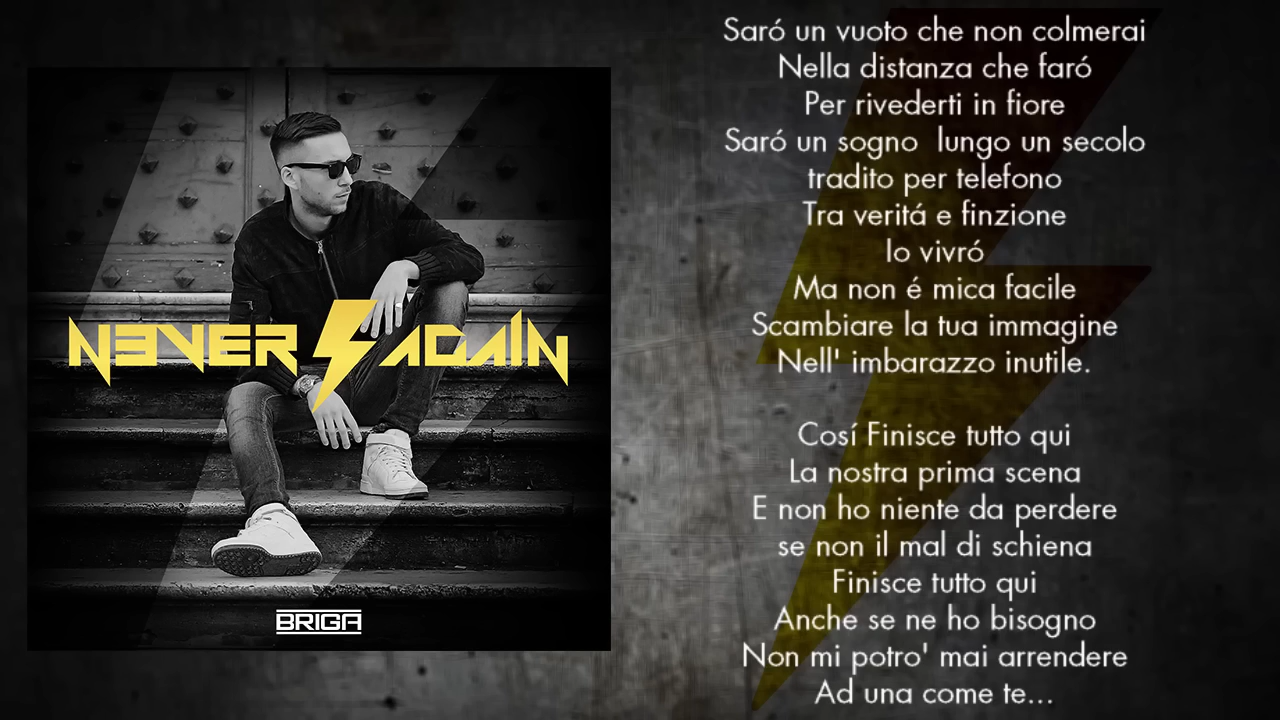 NEVER AGAIN
BRIGA
Saró un vuoto che non colmerai
Nella distanza che faró
Per rivederti in fiore
Saró un sogno  lungo un secolo
tradito per telefono
Tra veritá e finzione
lo vivró
Ma non é mica facile
Scambiare la tua immagine
Nell' imbarazzo inutile.
Cosí Finisce tutto qui
La nostra prima scena
E non ho niente da perdere
se non il mal di schiena
Finisce tutto qui
Anche se ne ho bisogno
Non mi potro' mai arrendere
Ad una come te...